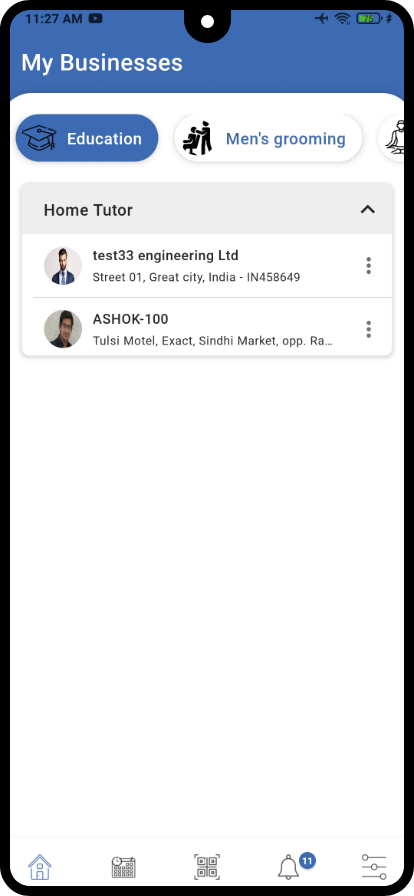 11:27 AM
75
My Businesses
Education
Men's grooming
Home Tutor
test33 engineering Ltd
Street 01, Great city, India - IN458649
ASHOK-100
Tulsi Motel, Exact, Sindhi Market, opp. Ra...
11